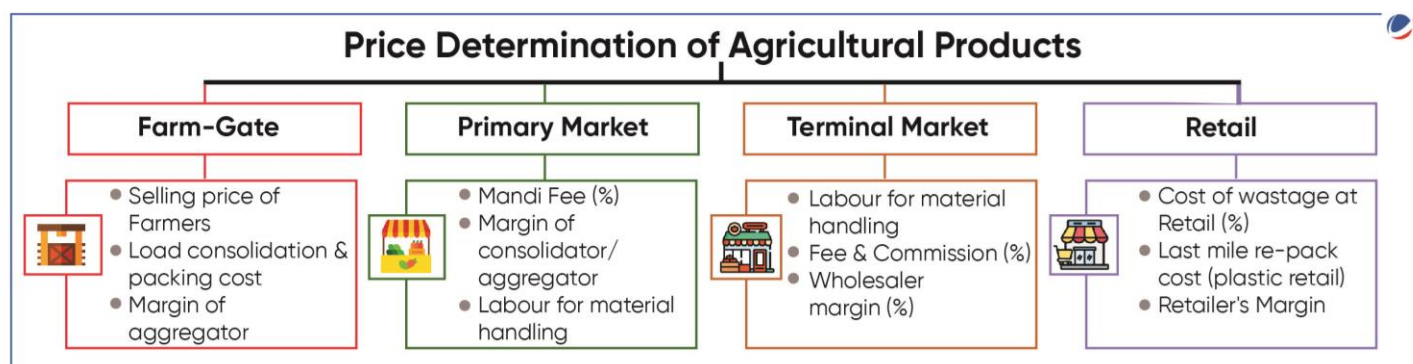 Price Determination of Agricultural Products
Farm-Gate
Selling price of
Farmers
Load consolidation &
packing cost
Margin of
aggregator
Primary Market
Mandi Fee (%)
Margin of
consolidator/
aggregator
Labour for material
handling
Terminal Market
Labour for material
handling
Fee & Commission (%)
Wholesaler
margin (%)
Retail
Cost of wastage at
Retail (%)
Last mile re-pack
cost (plastic retail)
Retailer's Margin